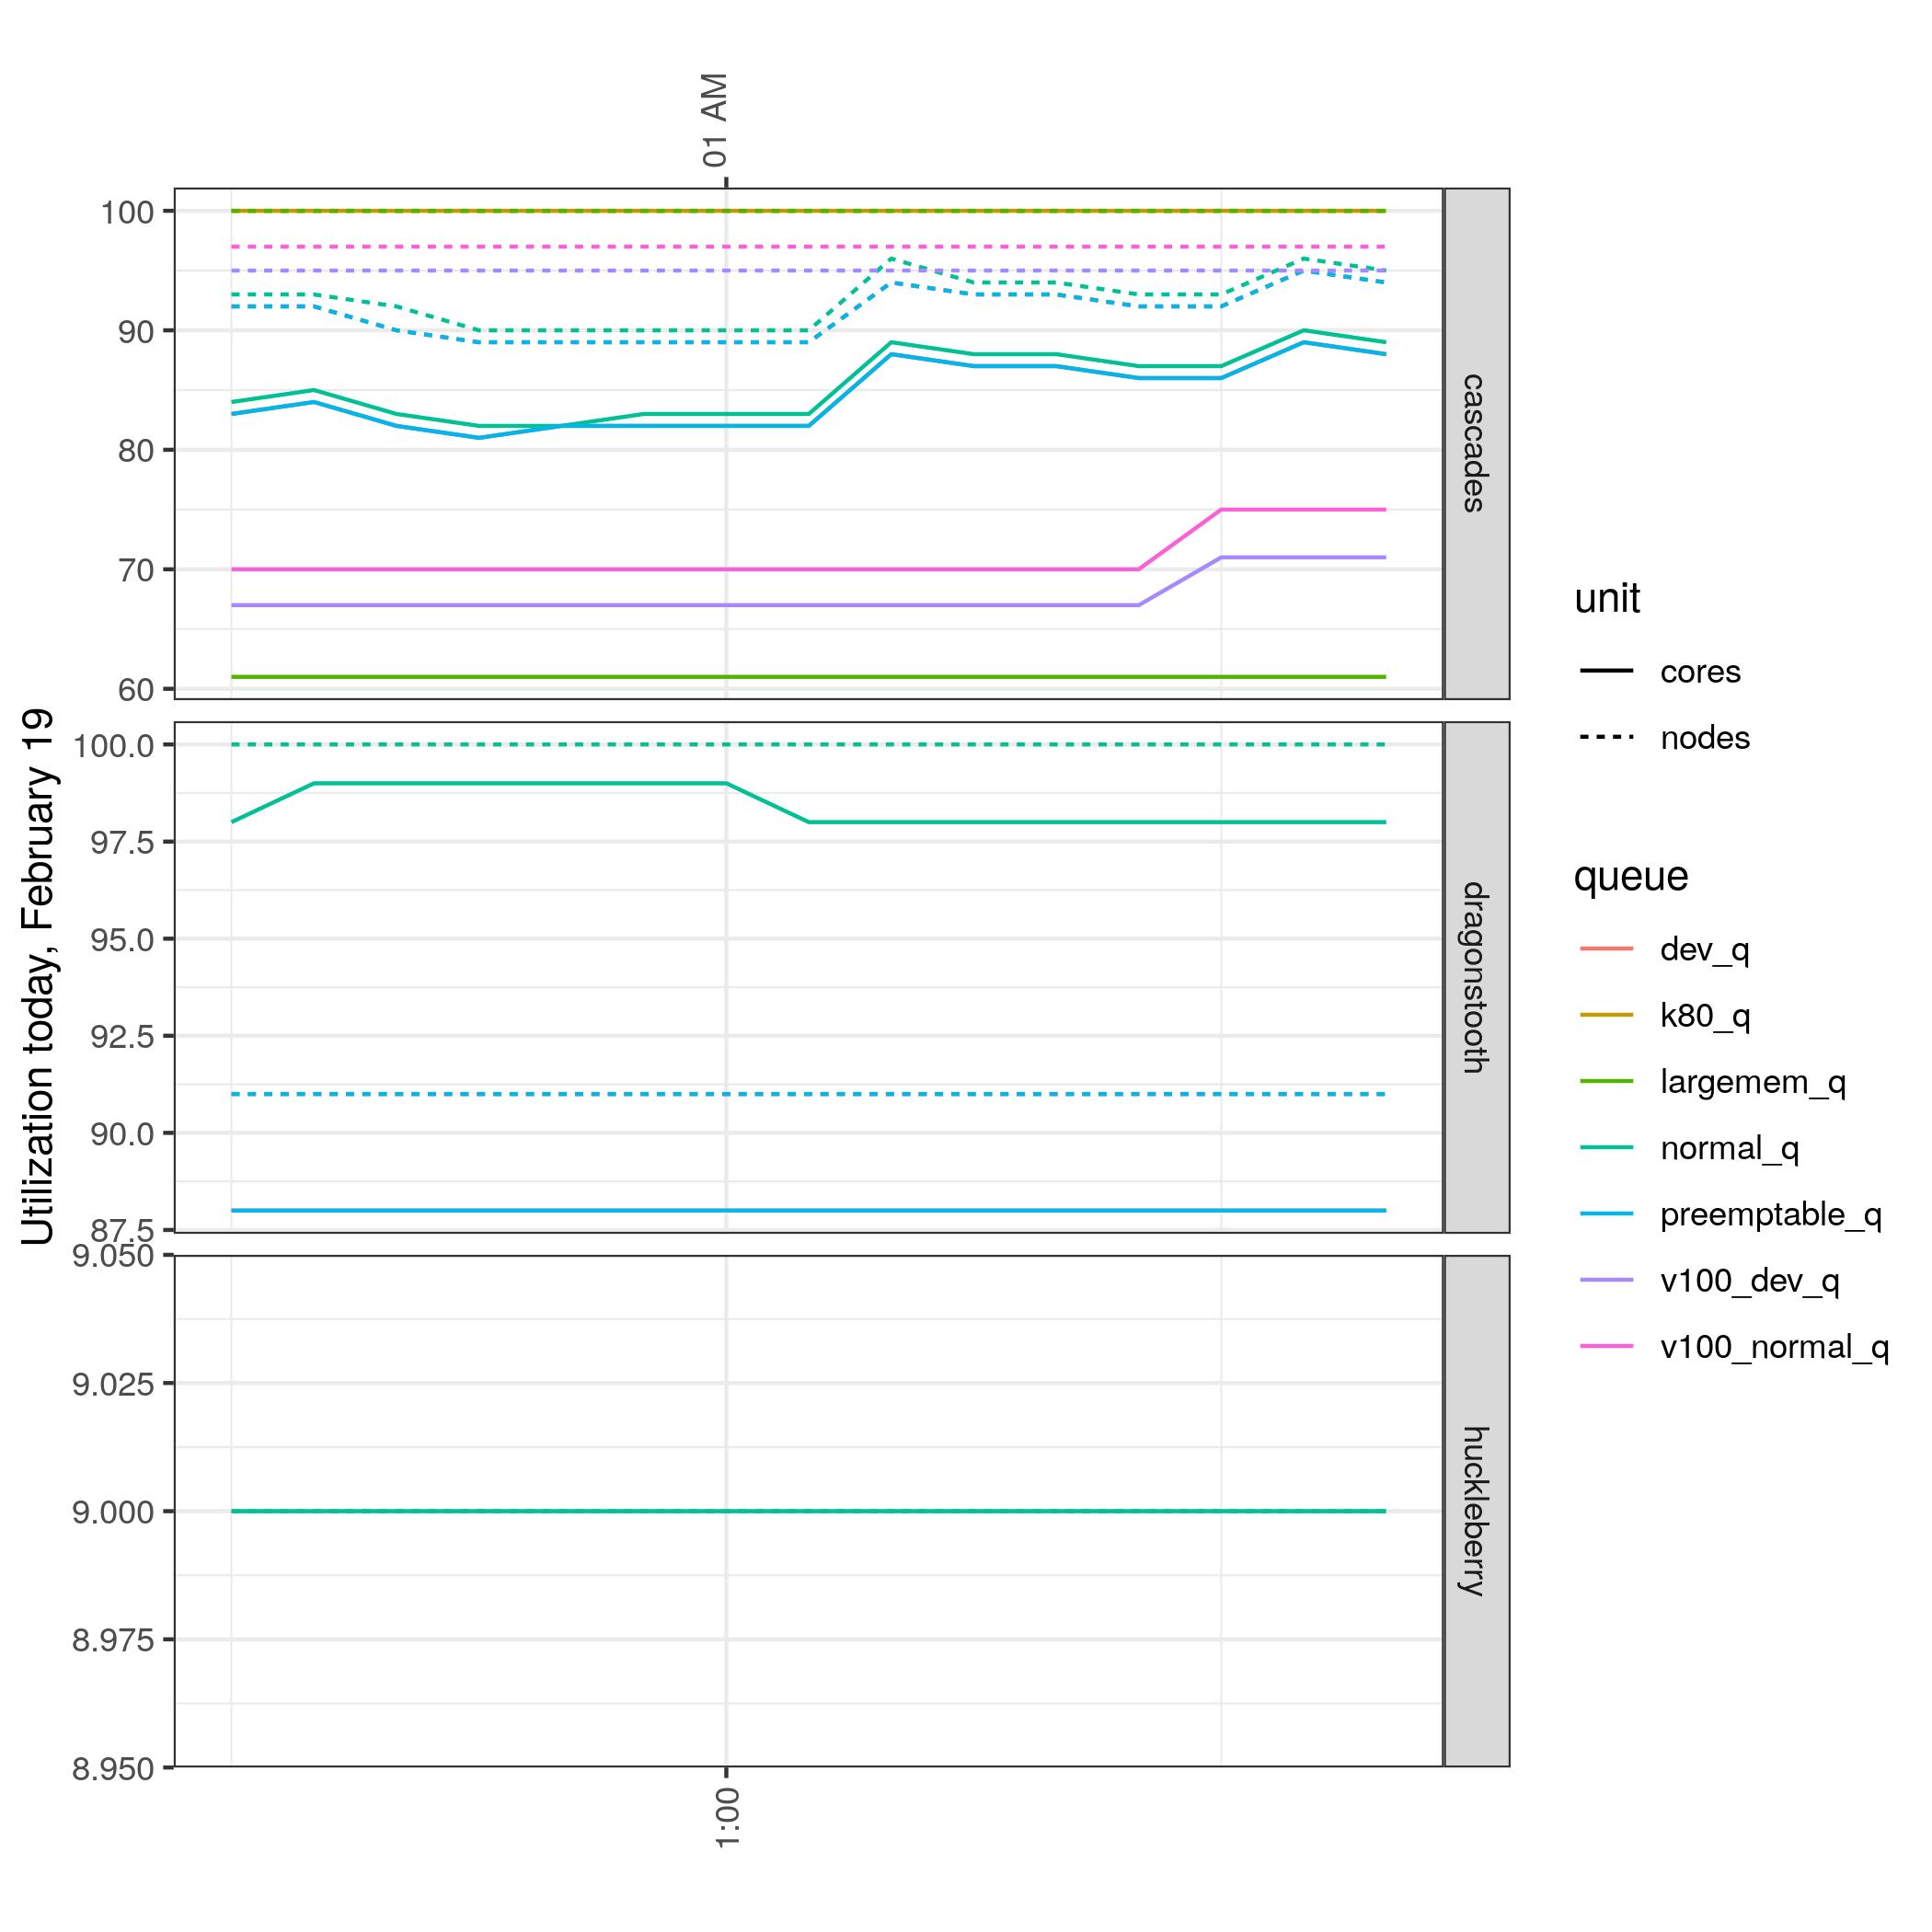 01 AM
Utilization today, February 19
100
90
80
70
60
cascades
100.0
97.5
95.0
92.5
90.0
87.5
dragonstooth
9.050
9.025
9.000
8.975
8.950
huckleberry
1:00
unit
cores
nodes
queue
dev_q
k80_q
largemem_q
normal_q
preemptable_q
v100_dev_q
v100_normal_q